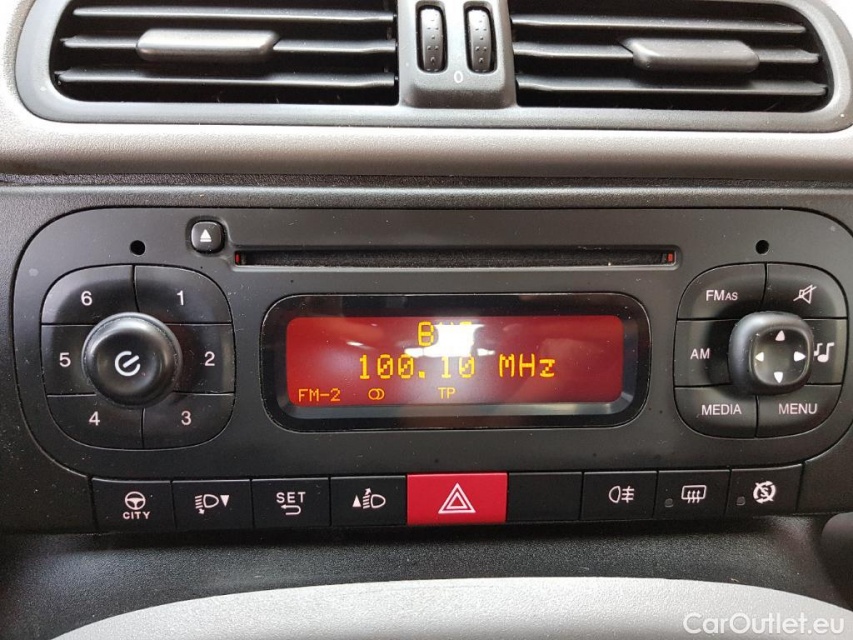 0
6 1
5 2
4 3
100.10 MHz
FM-2 TP
FMAS
AM
MEDIA MENU
CITY
SET
CarOutlet.eu